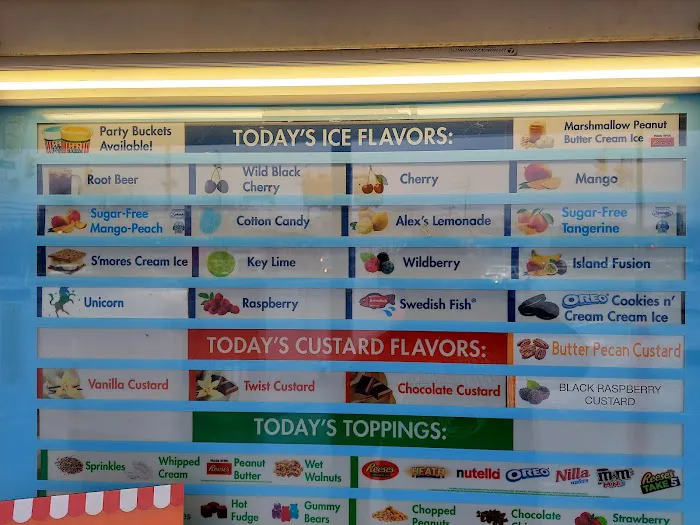 Party Buckets
Available!
TODAY'S ICE FLAVORS:
Marshmallow Peanut
Butter Cream Ice
Root Beer
Wild Black
Cherry
Cherry
Mango
Sugar-Free
Mango-Peach
Cotton Candy
Alex's Lemonade
Sugar-Free
Tangerine
S'mores Cream Ice
Key Lime
Wildberry
Island Fusion
Unicorn
Raspberry
Swedish Fish®
OREO Cookies n'
Cream Cream Ice
TODAY'S CUSTARD FLAVORS:
Butter Pecan Custard
Vanilla Custard
Twist Custard
Chocolate Custard
BLACK RASPBERRY
CUSTARD
TODAY'S TOPPINGS:
Sprinkles
Whipped
Cream
Reese's
Peanut
Butter
Wet
Walnuts
Reese's
HEATH
nutella
OREO
Nilla
m&m's
Reese's
TAKE 5
Hot
Fudge
Gummy
Bears
Chopped
Peanuts
Chocolate
Strawberry